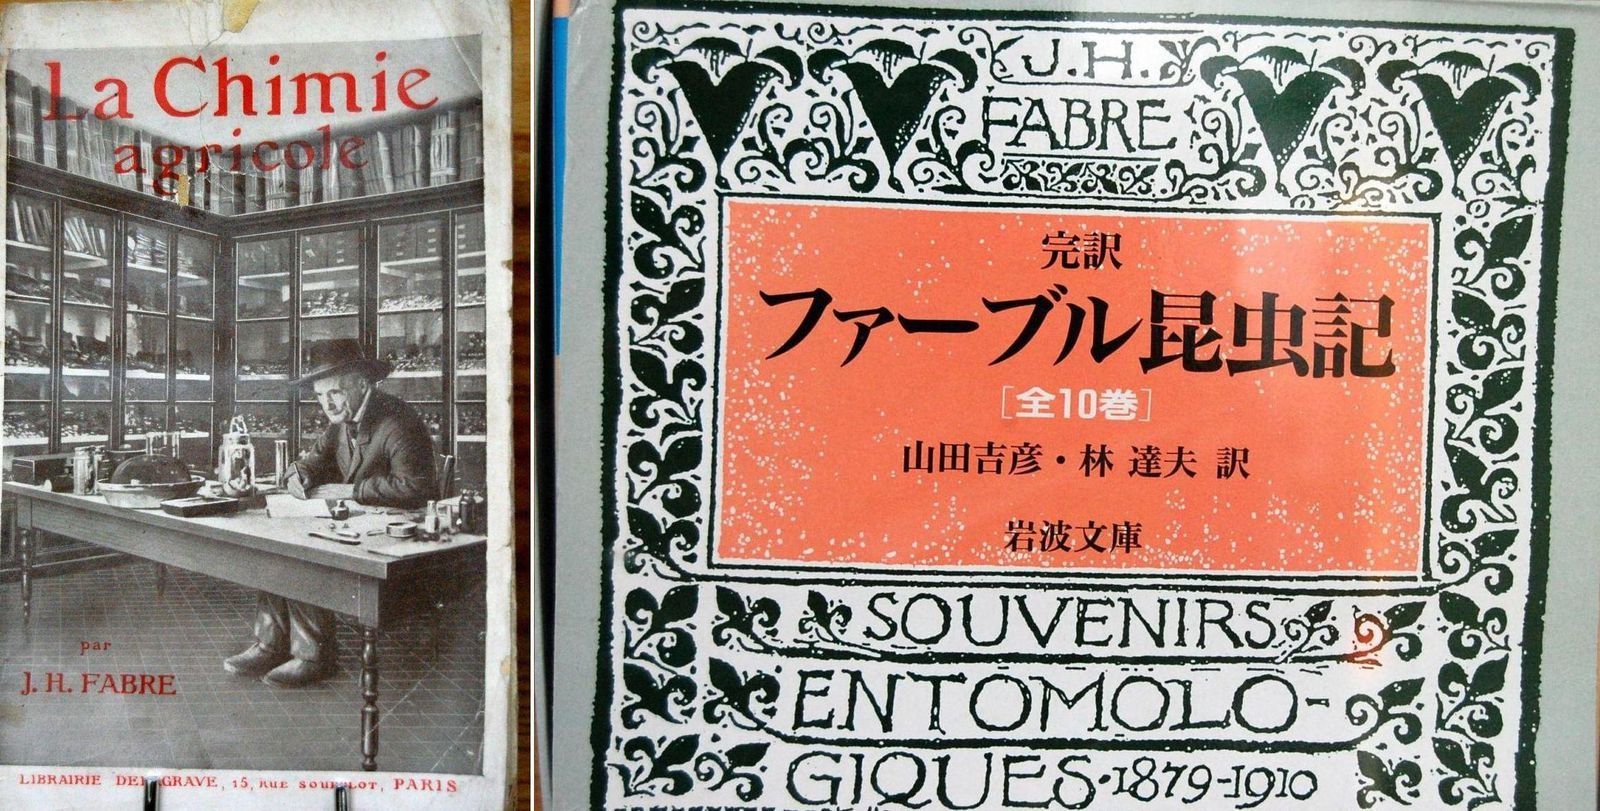 La Chimie
agricole
par
J. H. FABRE
LIBRAIRIE DELAGRAVE, 15, RUE SOUFFLOT, PARIS
J.H.
FABRE
完訳
ファーブル昆虫記
[全10巻]
山田吉彦・林 達夫 訳
岩波文庫
SOUVENIRS
ENTOMOLO-
GIQUES·1879-1910